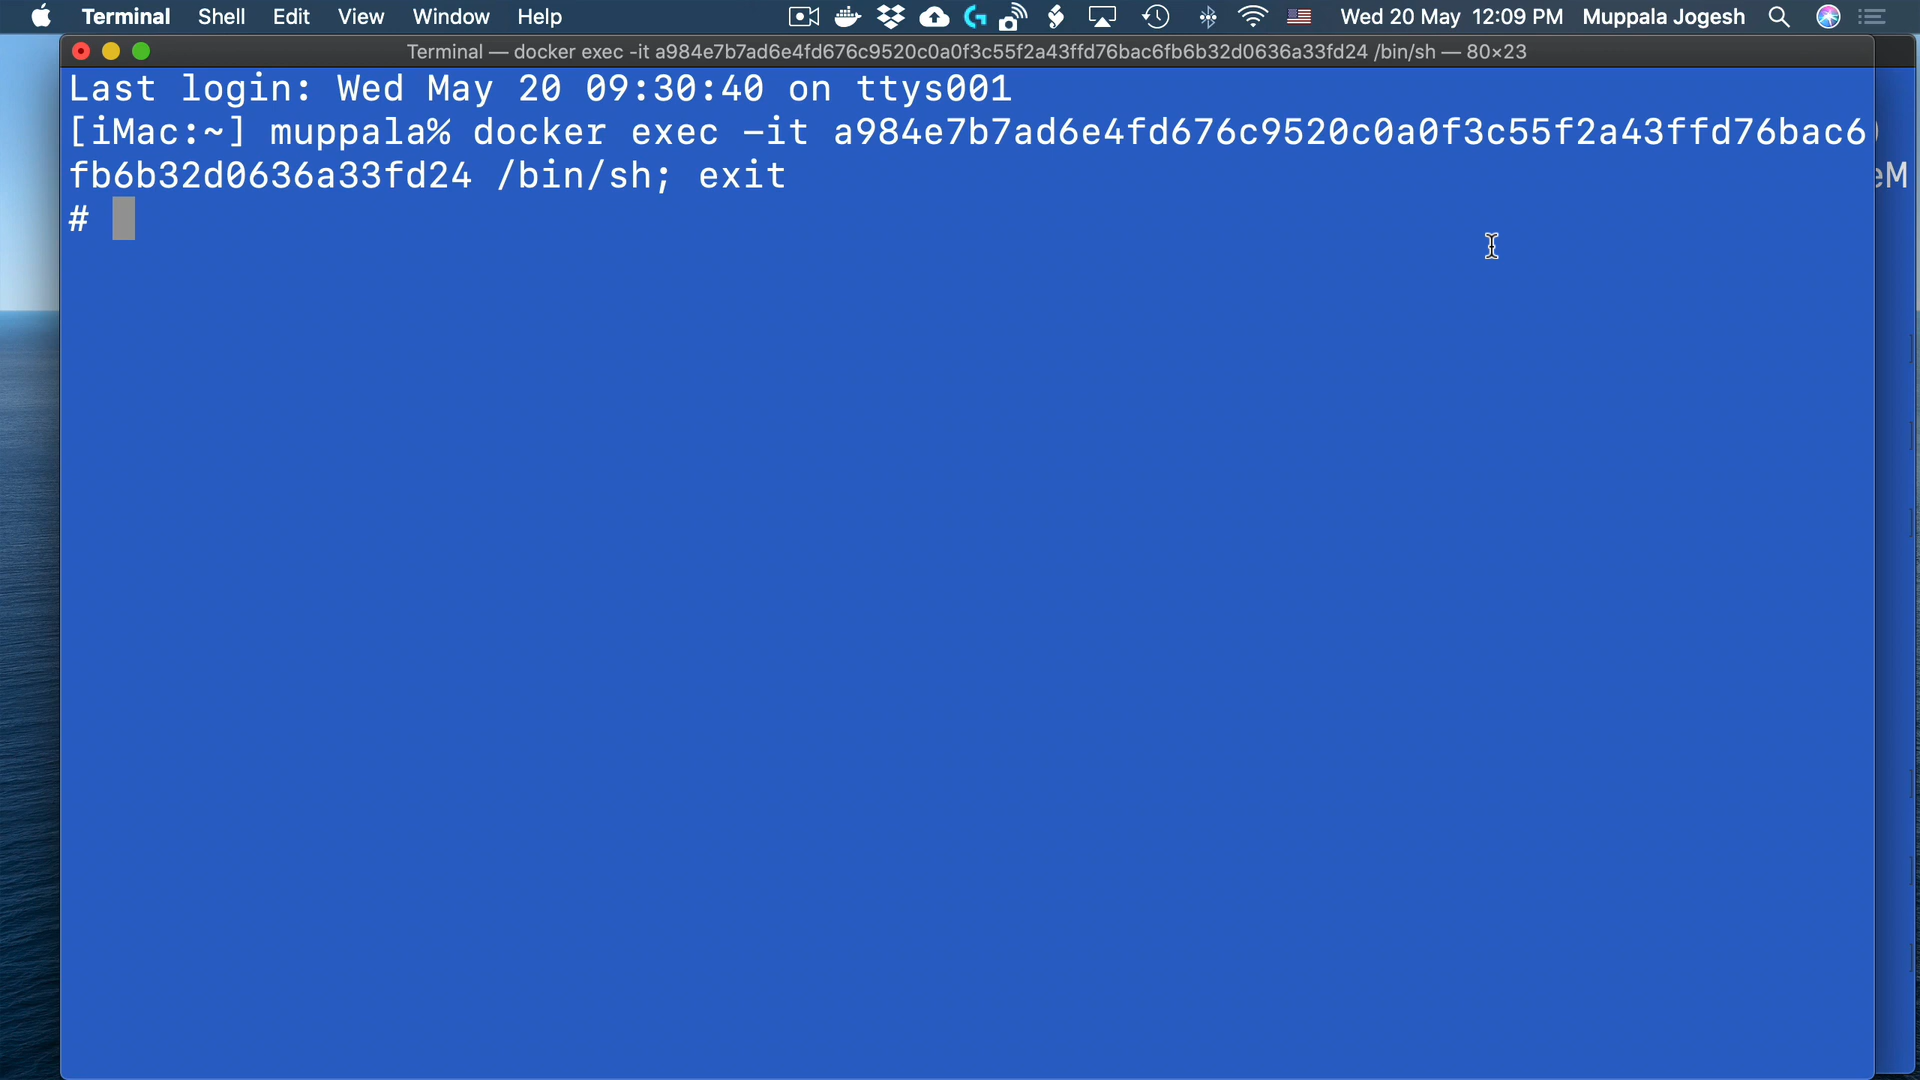 Terminal Shell Edit View Window Help Wed 20 May 12:09 PM Muppala Jogesh
Terminal — docker exec -it a984e7b7ad6e4fd676c9520c0a0f3c55f2a43ffd76bac6fb6b32d0636a33fd24 /bin/sh — 80×23
Last login: Wed May 20 09:30:40 on ttys001
[iMac:~] muppala% docker exec -it a984e7b7ad6e4fd676c9520c0a0f3c55f2a43ffd76bac6
fb6b32d0636a33fd24 /bin/sh; exit
#